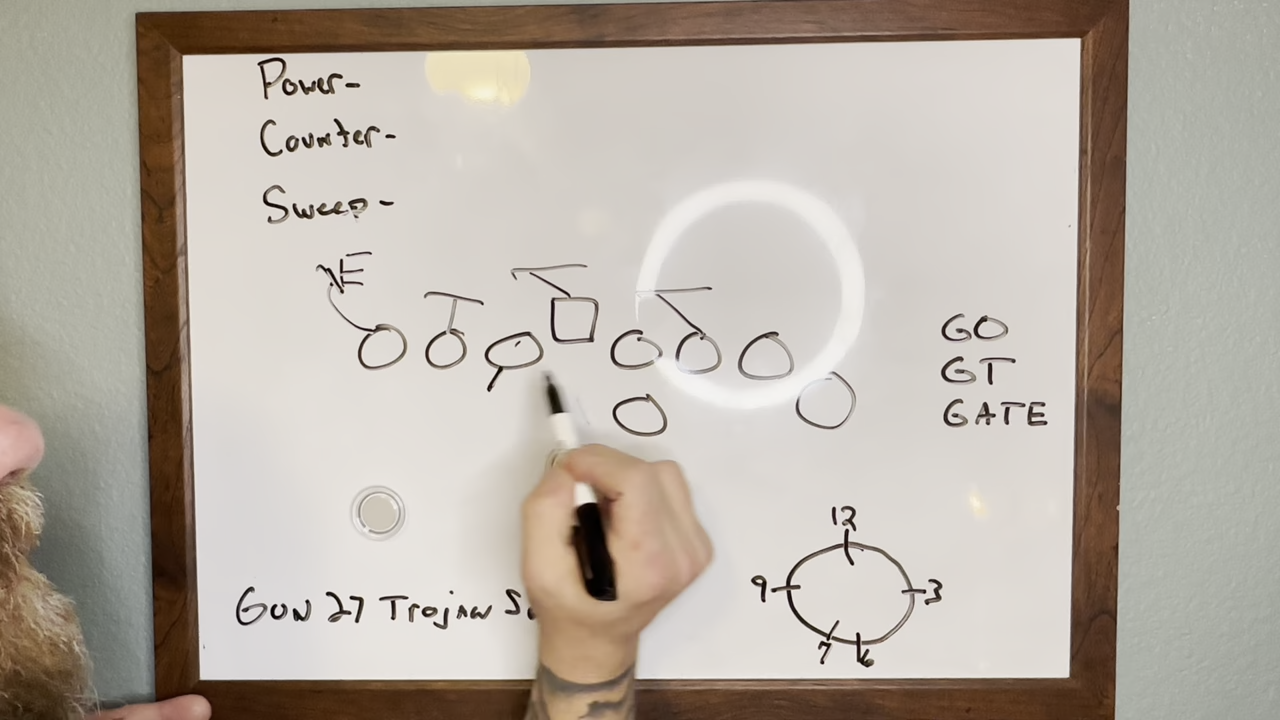 Power-
Counter-
Sweep-
GO
GT
GATE
12
9
3
7
6
GUN 27 Trojan